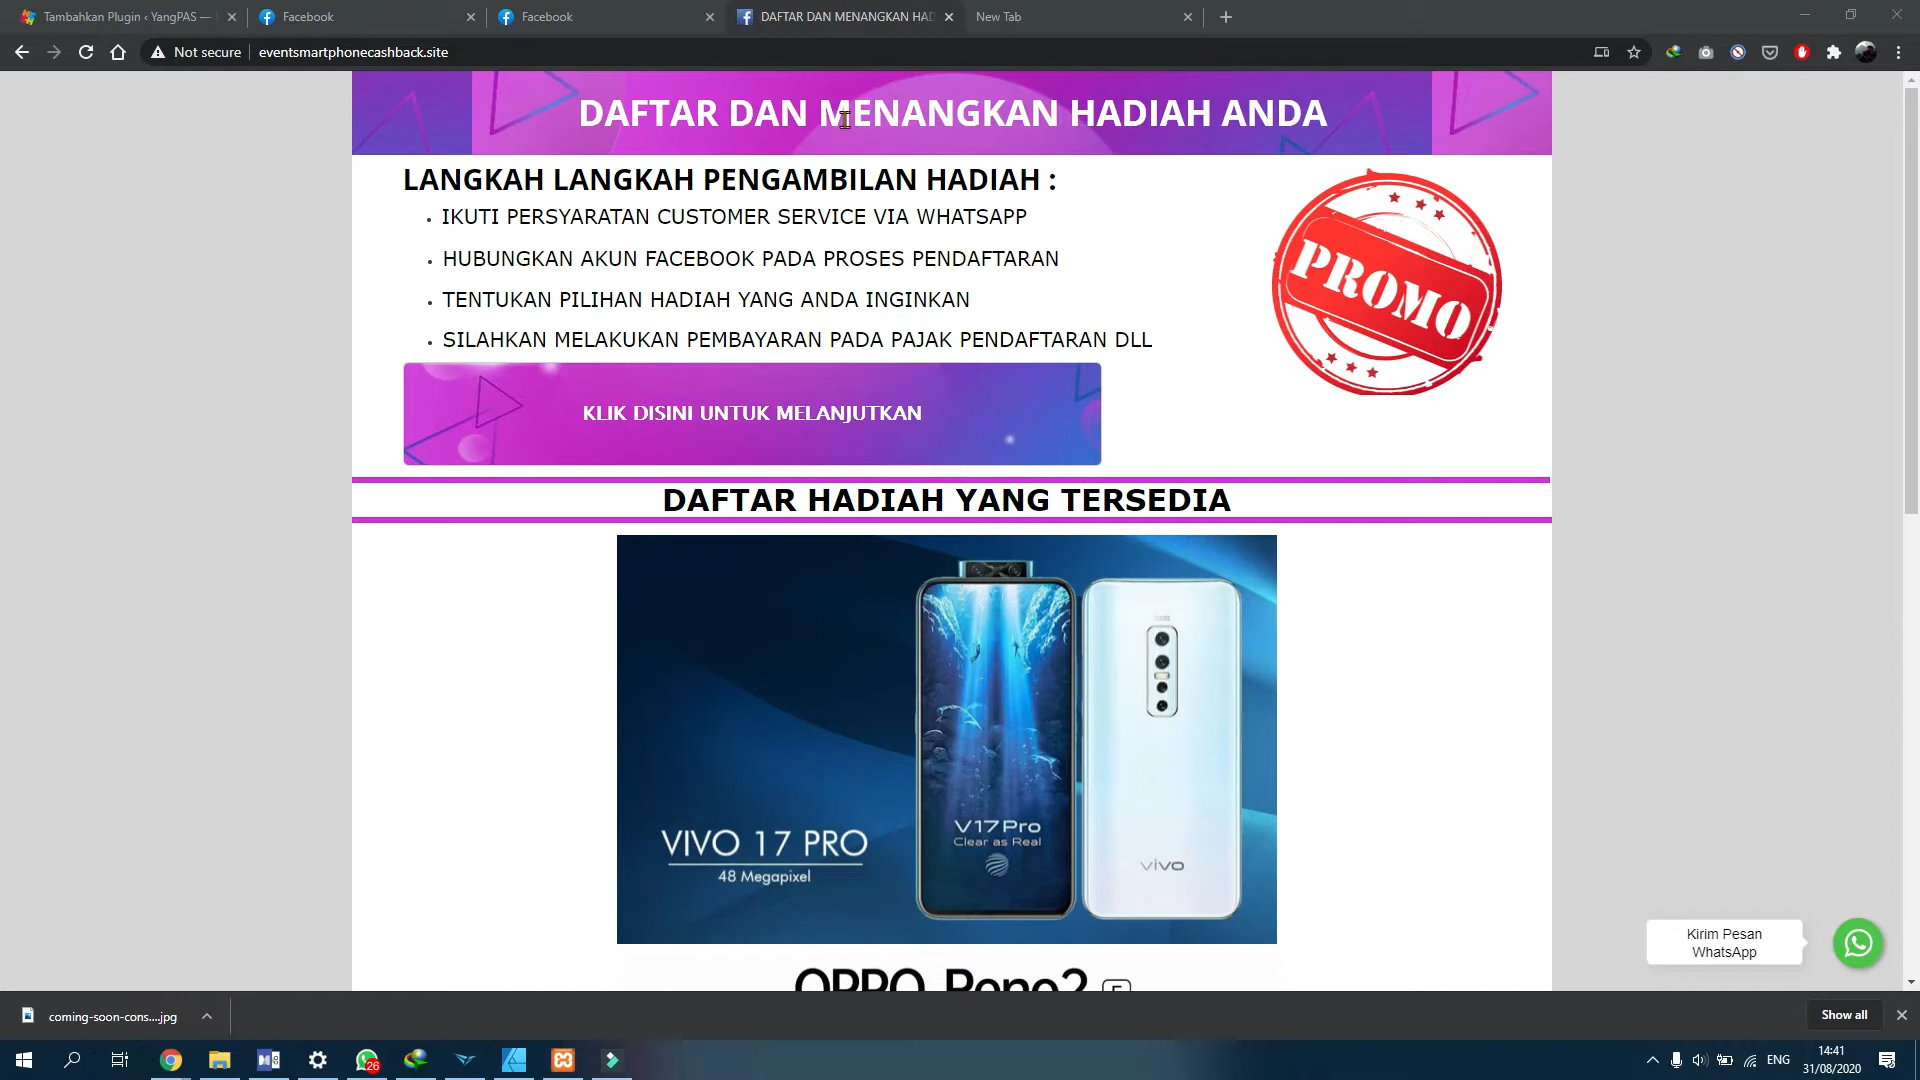 Tambahkan Plugin ‹ YangPAS —
Facebook
Facebook
DAFTAR DAN MENANGKAN HAD
New Tab
Not secure
eventsmartphonecashback.site
DAFTAR DAN MENANGKAN HADIAH ANDA
LANGKAH LANGKAH PENGAMBILAN HADIAH :
• IKUTI PERSYARATAN CUSTOMER SERVICE VIA WHATSAPP
• HUBUNGKAN AKUN FACEBOOK PADA PROSES PENDAFTARAN
• TENTUKAN PILIHAN HADIAH YANG ANDA INGINKAN
• SILAHKAN MELAKUKAN PEMBAYARAN PADA PAJAK PENDAFTARAN DLL
PROMO
KLIK DISINI UNTUK MELANJUTKAN
DAFTAR HADIAH YANG TERSEDIA
VIVO 17 PRO
48 Megapixel
V17Pro
Clear as Real
vivo
OPPO Reno2 F
Kirim Pesan
WhatsApp
coming-soon-cons....jpg
Show all
26
ENG
14:41
31/08/2020